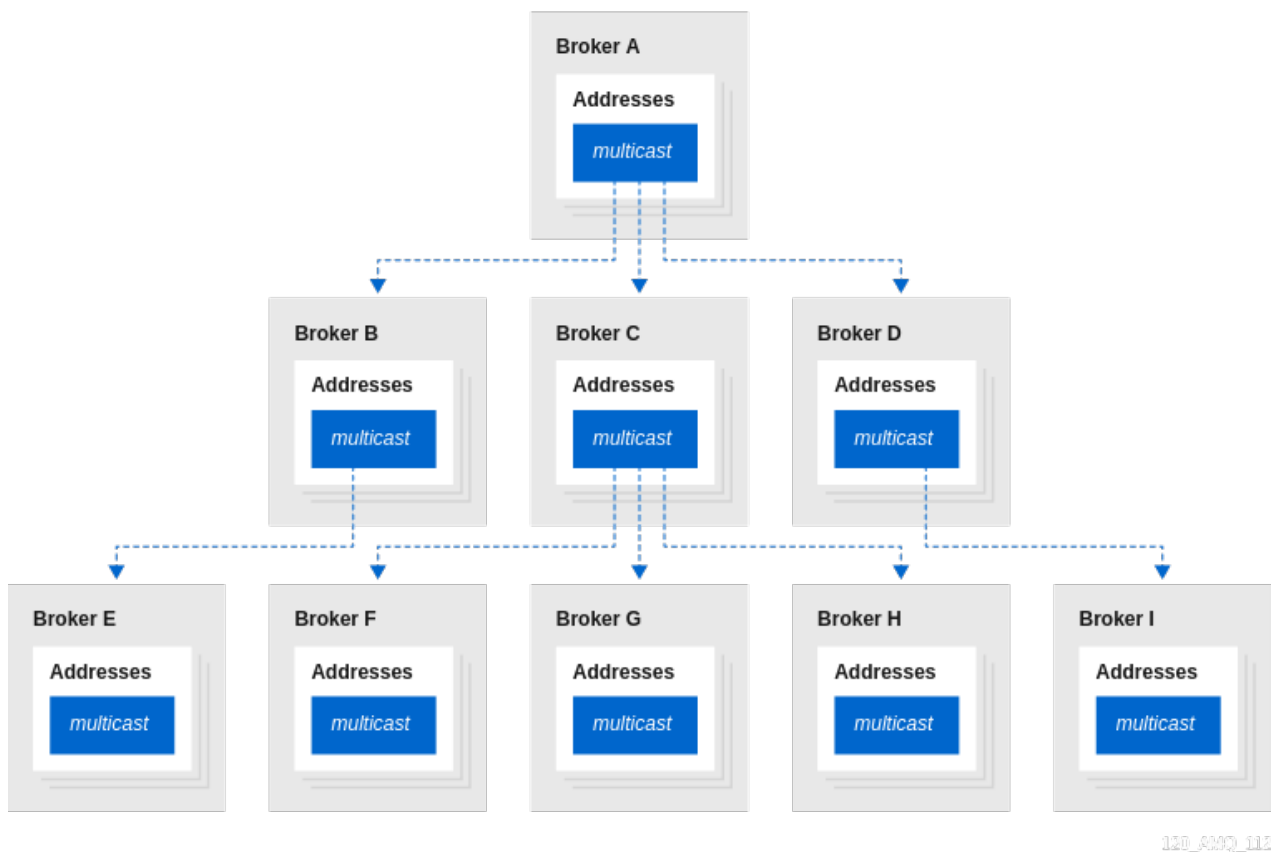 Broker A
Addresses
multicast
Broker B
Addresses
multicast
Broker C
Addresses
multicast
Broker D
Addresses
multicast
Broker E
Addresses
multicast
Broker F
Addresses
multicast
Broker G
Addresses
multicast
Broker H
Addresses
multicast
Broker I
Addresses
multicast